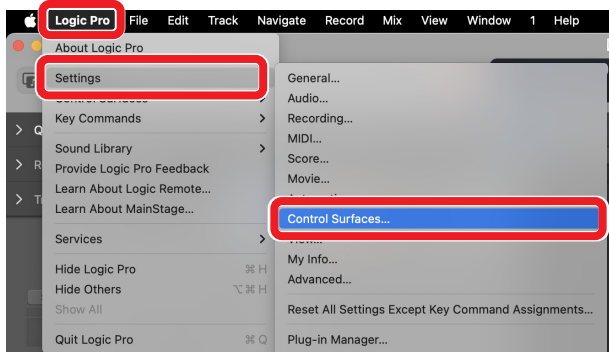 Logic Pro File Edit Track Navigate Record Mix View Window 1 Help
About Logic Pro
Settings
Control Surfaces
Key Commands
Sound Library
Provide Logic Pro Feedback
Learn About Logic Remote...
Learn About MainStage...
Services
Hide Logic Pro ⌘ H
Hide Others ⌥ ⌘ H
Show All
Quit Logic Pro ⌘ Q
General...
Audio...
Recording...
MIDI...
Score...
Movie...
Control Surfaces...
View...
My Info...
Advanced...
Reset All Settings Except Key Command Assignments...
Plug-in Manager...